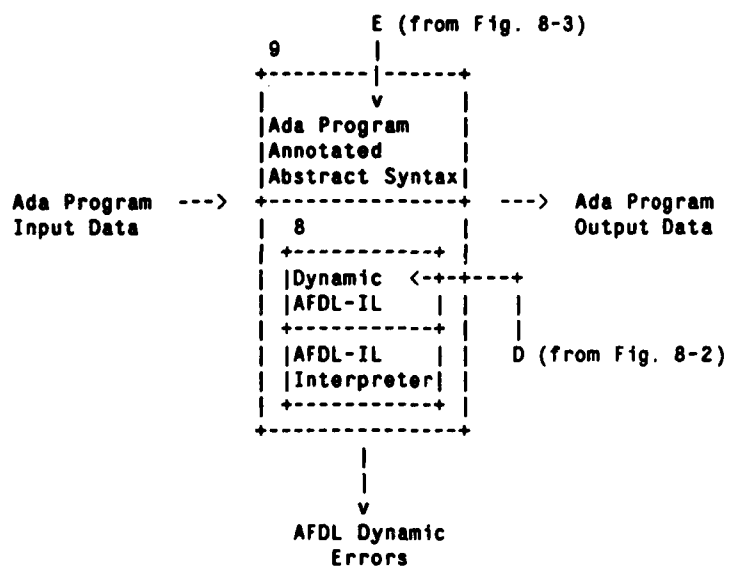 E (from Fig. 8-3)
9
Ada Program
Annotated
Abstract Syntax
Ada Program ---> ---> Ada Program
Input Data Output Data
8
Dynamic <-+-+---+
AFDL-IL
AFDL-IL D (from Fig. 8-2)
Interpreter
AFDL Dynamic
Errors